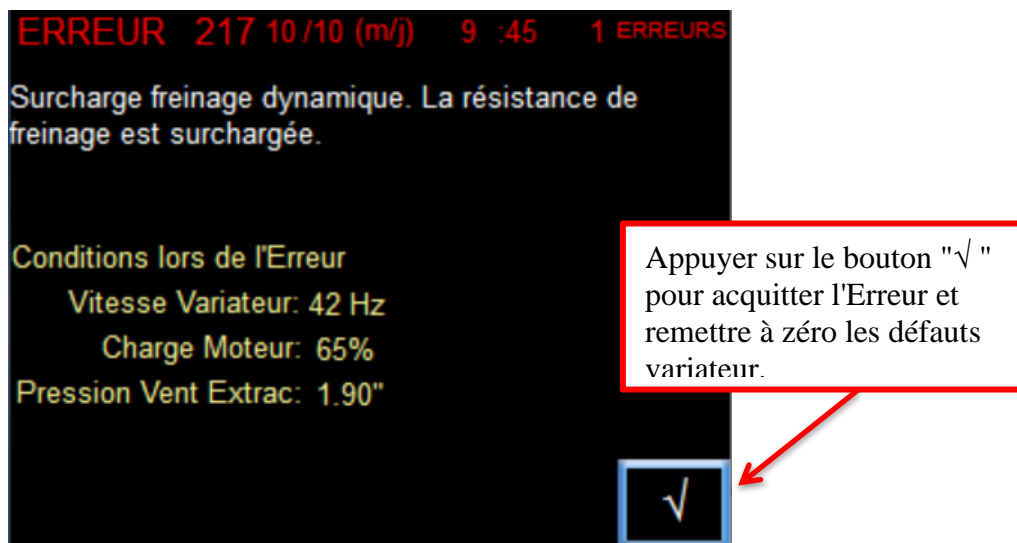 ERREUR 217 10/10 (m/j) 9 :45 1 ERREURS
Surcharge freinage dynamique. La résistance de
freinage est surchargée.
Conditions lors de l'Erreur
Vitesse Variateur: 42 Hz
Charge Moteur: 65%
Pression Vent Extrac: 1.90"
Appuyer sur le bouton "√ "
pour acquitter l'Erreur et
remettre à zéro les défauts
variateur.
√